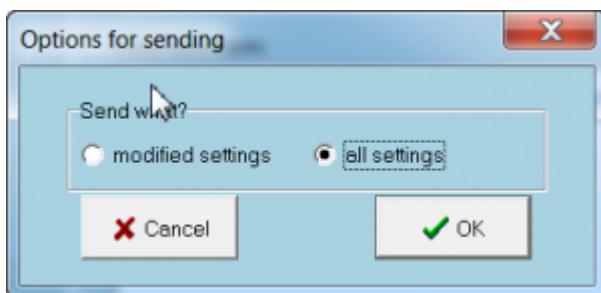 Options for sending
Send what?
modified settings all settings
Cancel OK